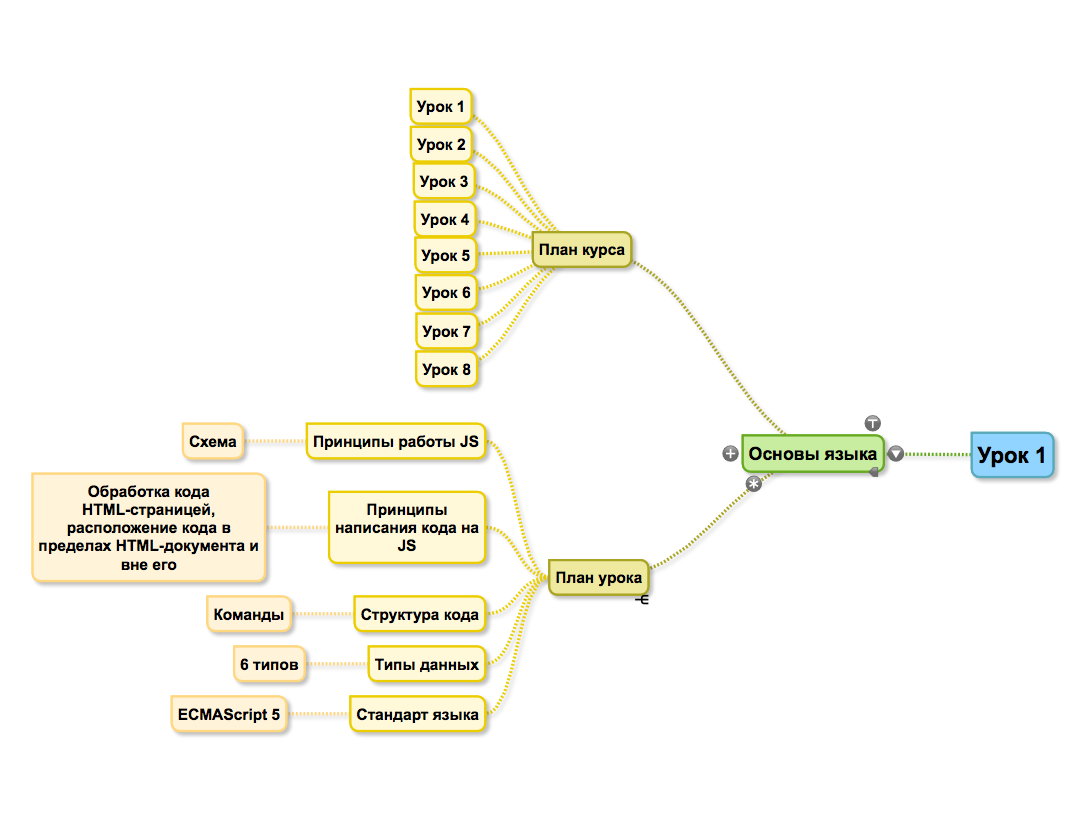 Урок 1
Урок 2
Урок 3
Урок 4
Урок 5
Урок 6
Урок 7
Урок 8
План курса
Основы языка
Урок 1
План урока
Схема
Принципы работы JS
Обработка кода
HTML-страницей,
расположение кода в
пределах HTML-документа и
вне его
Принципы
написания кода на
JS
Команды
Структура кода
6 типов
Типы данных
ECMAScript 5
Стандарт языка